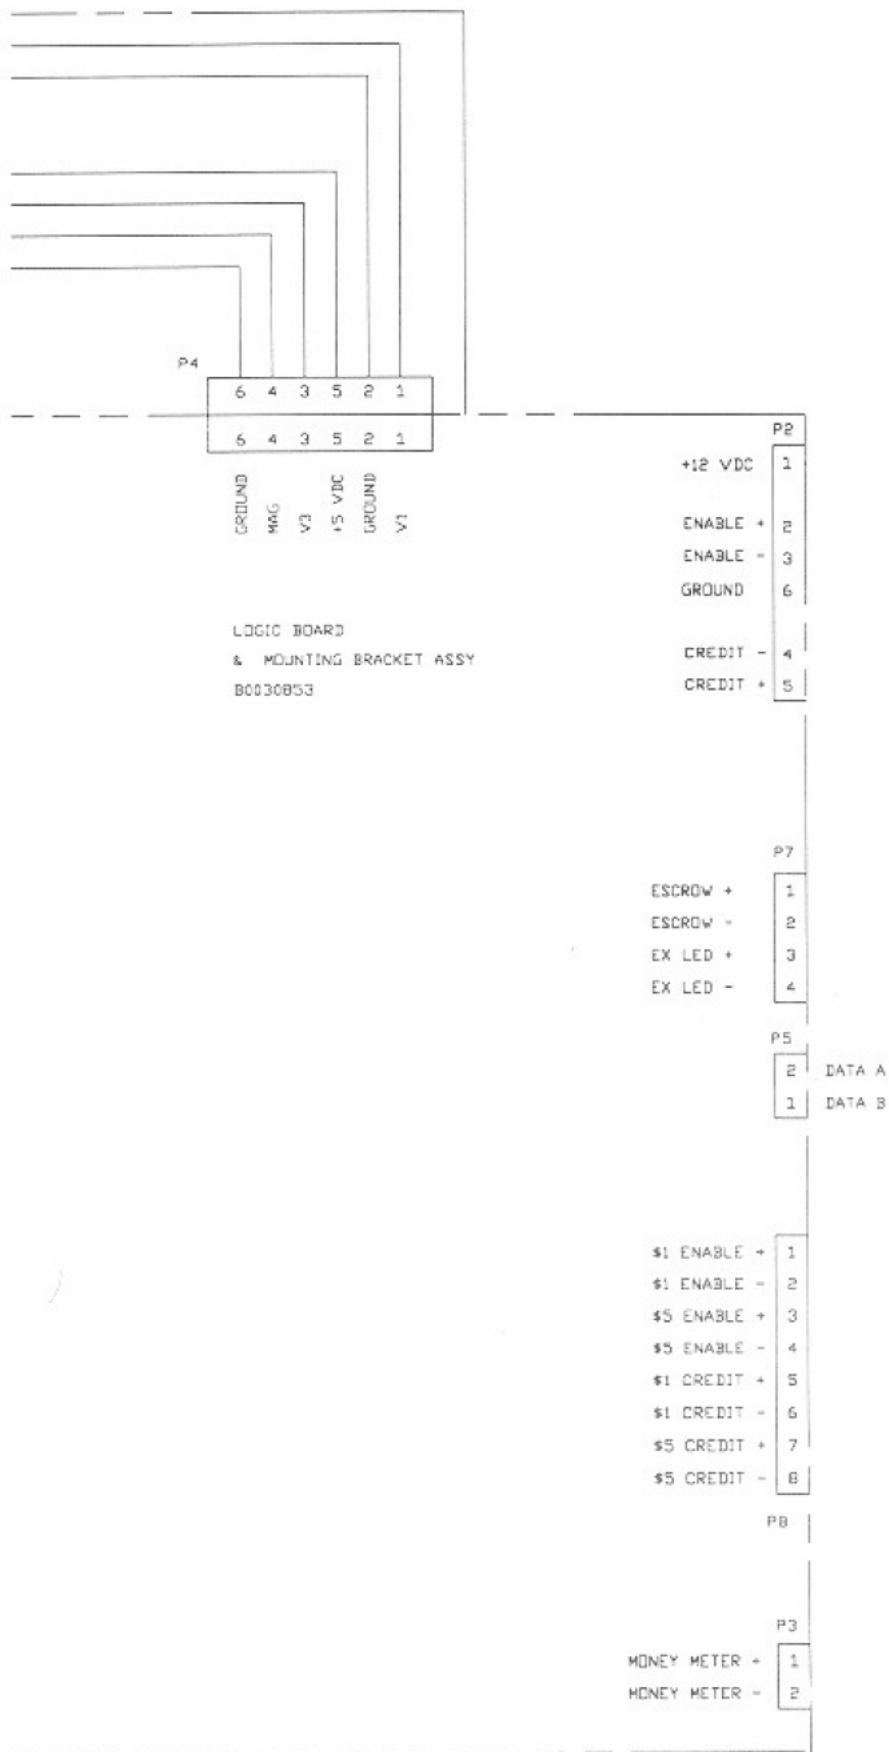 P4
6 4 3 5 2 1
6 4 3 5 2 1
GROUND
MAG
V3
+5 VDC
GROUND
V1
LOGIC BOARD
& MOUNTING BRACKET ASSY
B0030853
P2
+12 VDC 1
ENABLE + 2
ENABLE - 3
GROUND 6
CREDIT - 4
CREDIT + 5
P7
ESCROW + 1
ESCROW - 2
EX LED + 3
EX LED - 4
P5
2 DATA A
1 DATA B
$1 ENABLE + 1
$1 ENABLE - 2
$5 ENABLE + 3
$5 ENABLE - 4
$1 CREDIT + 5
$1 CREDIT - 6
$5 CREDIT + 7
$5 CREDIT - 8
P8
P3
MONEY METER + 1
MONEY METER - 2